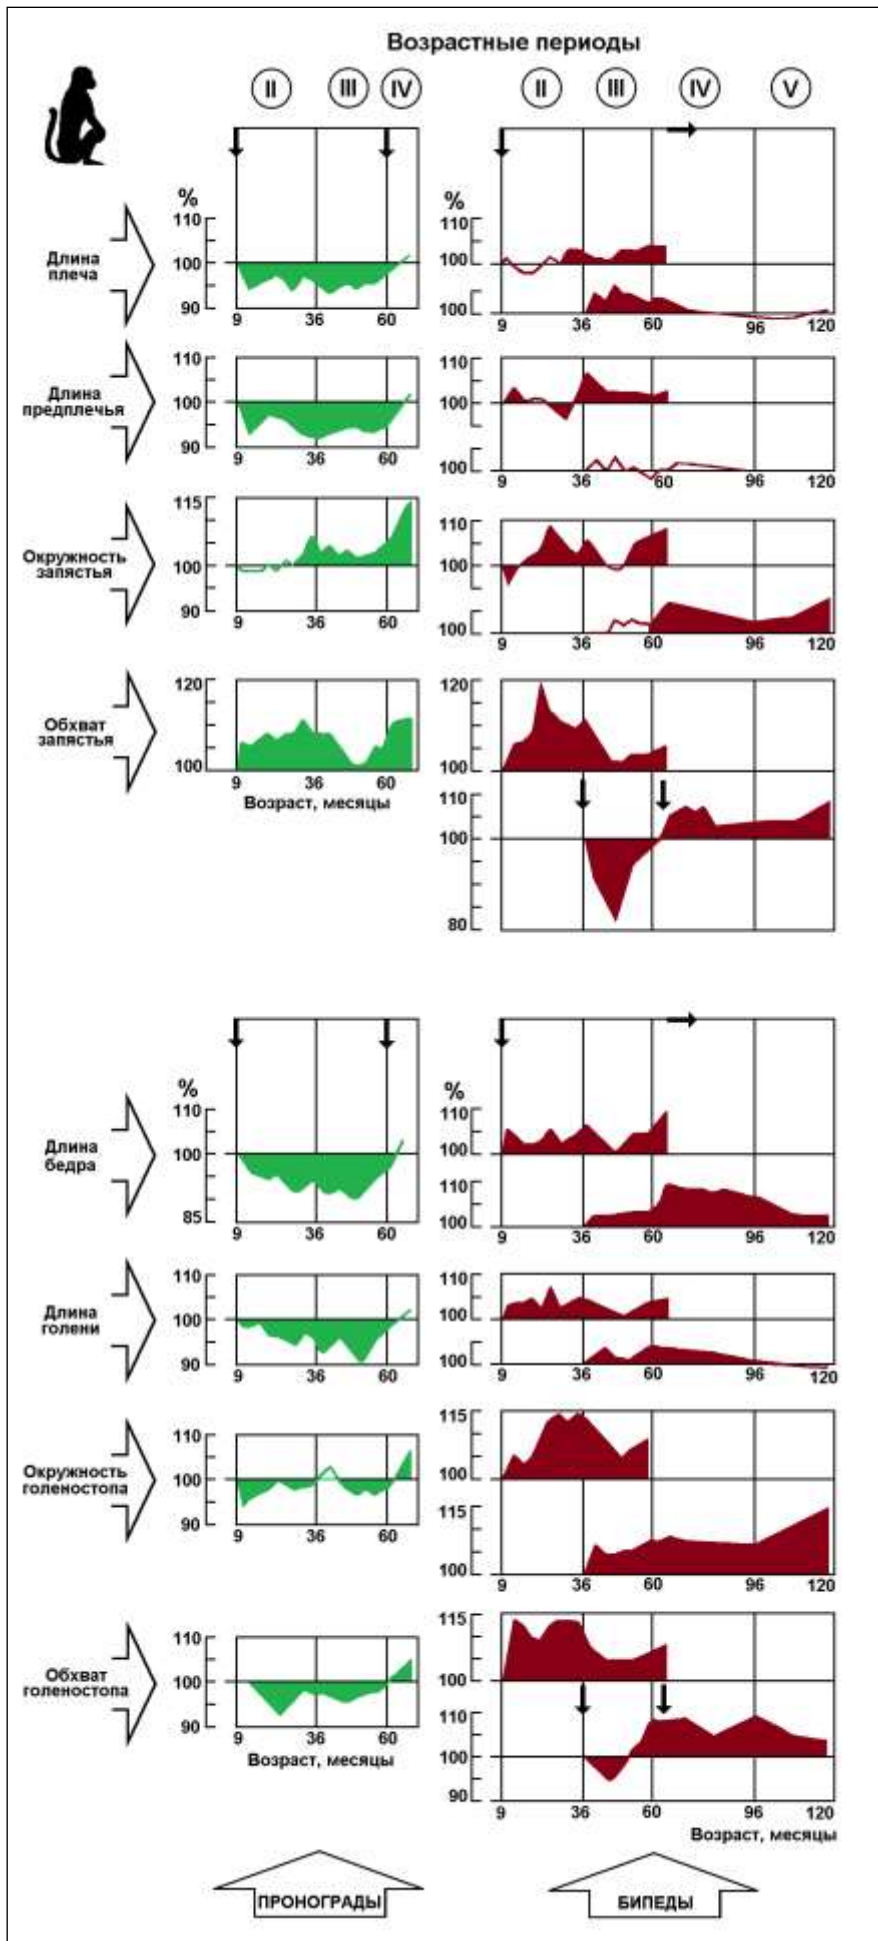 Возрастные периоды
II III IV II III IV V
% %
110 110
Длина плеча
100 100
90 100
9 36 60 9 36 60 96 120
110 110
Длина предплечья
100 100
90 100
9 36 60 9 36 60 96 120
115 110
Окружность запястья
100 100
90 100
9 36 60 9 36 60 96 120
120 120
Обхват запястья
100 100
9 36 60
Возраст, месяцы
110
100
80
% %
110 110
Длина бедра
100 100
110
85 100
9 36 60 9 36 60 96 120
110 110
Длина голени
100 100
90 100
9 36 60 9 36 60 96 120
115
110
Окружность голеностопа
100 100
90 115
9 36 60
100
9 36 60 96 120
115
110
Обхват голеностопа
100 100
90 110
9 36 60
Возраст, месяцы
100
90
9 36 60 96 120
Возраст, месяцы
ПРОНОГРАДЫ БИПЕДЫ